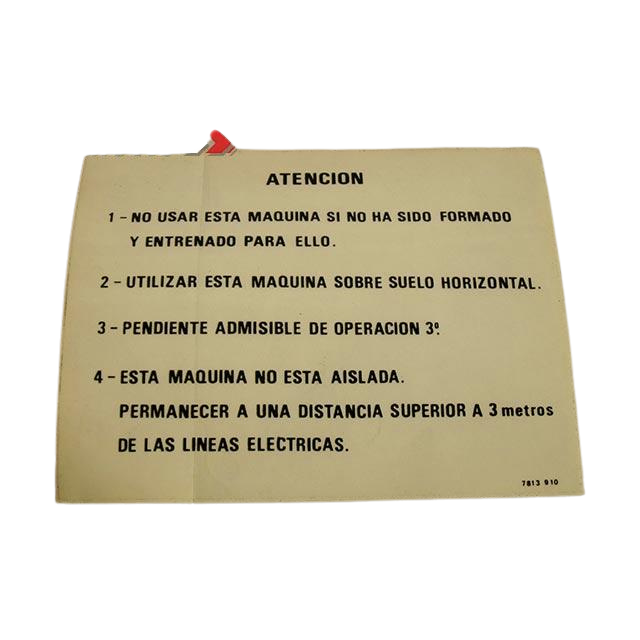 ATENCION
1 - NO USAR ESTA MAQUINA SI NO HA SIDO FORMADO
Y ENTRENADO PARA ELLO.
2 - UTILIZAR ESTA MAQUINA SOBRE SUELO HORIZONTAL.
3 - PENDIENTE ADMISIBLE DE OPERACION 3º.
4 - ESTA MAQUINA NO ESTA AISLADA.
PERMANECER A UNA DISTANCIA SUPERIOR A 3 metros
DE LAS LINEAS ELECTRICAS.
7813 910